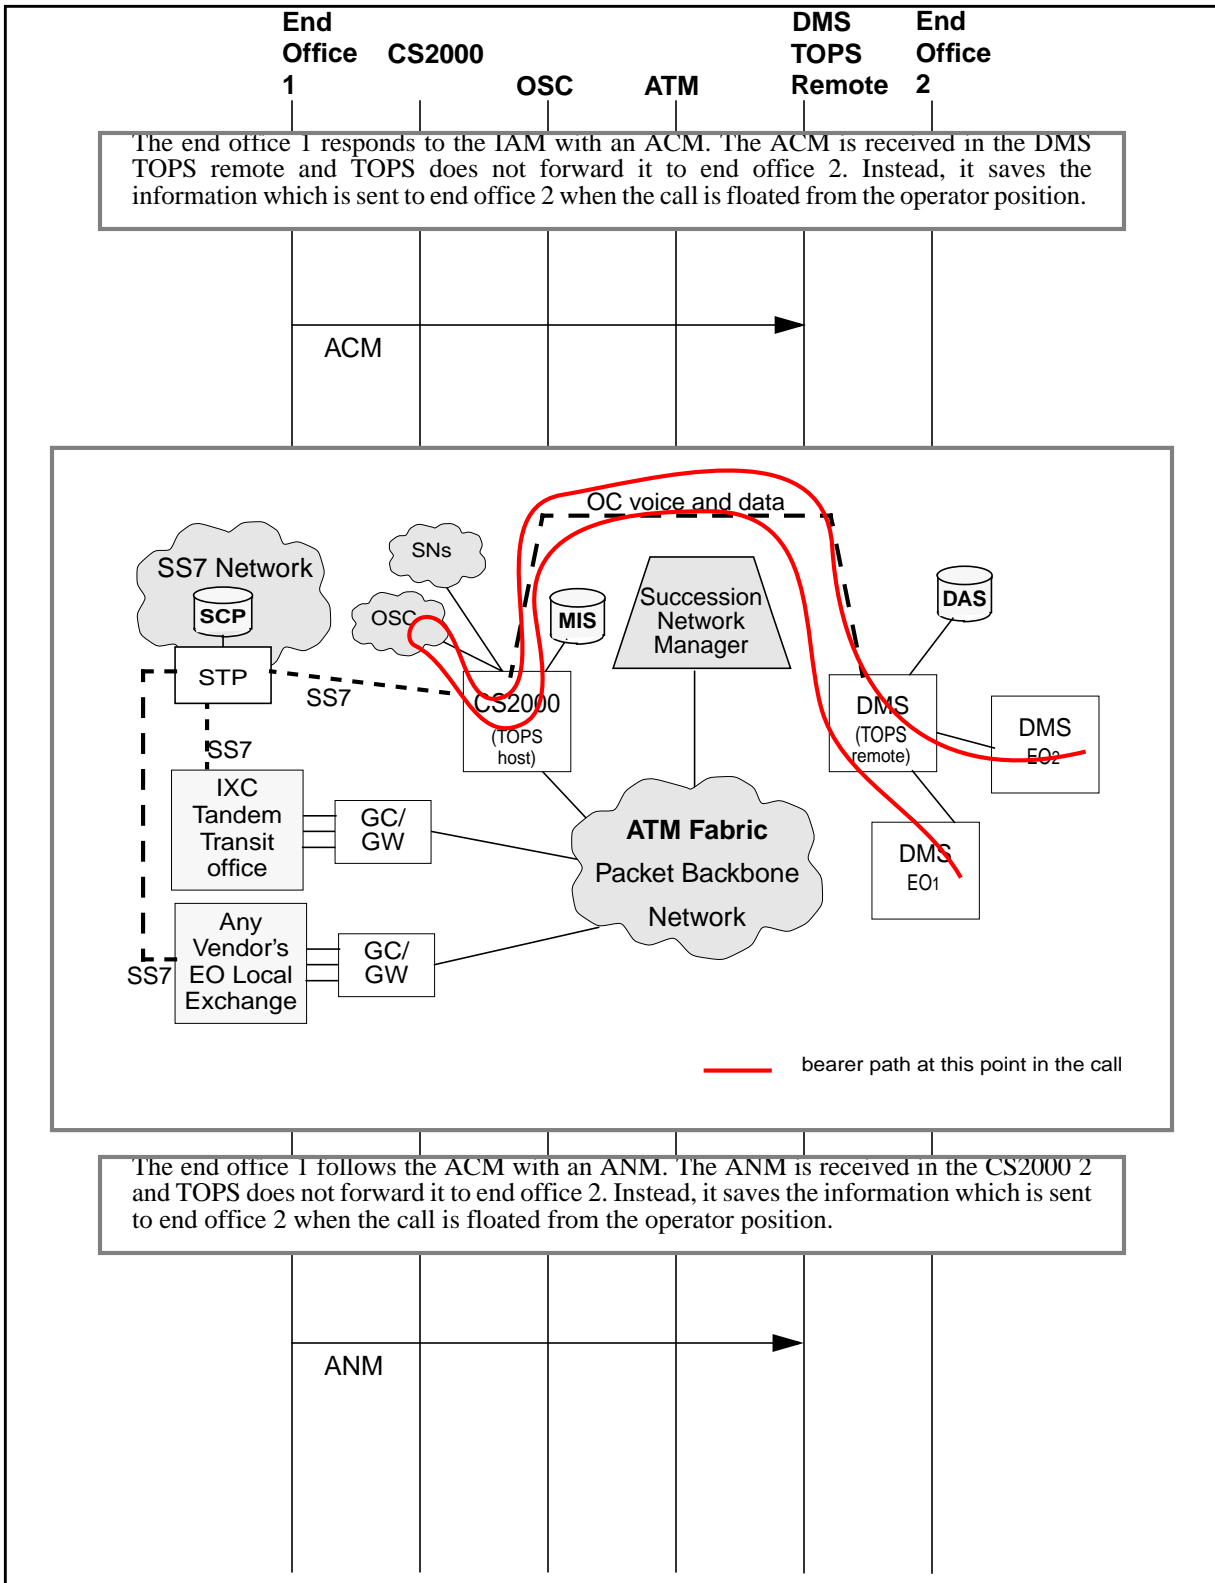 End
Office
1
CS2000
OSC
ATM
DMS
TOPS
Remote
End
Office
2
The end office 1 responds to the IAM with an ACM. The ACM is received in the DMS
TOPS remote and TOPS does not forward it to end office 2. Instead, it saves the
information which is sent to end office 2 when the call is floated from the operator position.
ACM
OC voice and data
SNs
SS7 Network
SCP
OSC
MIS
Succession
Network
Manager
DAS
STP
SS7
CS2000
(TOPS
host)
DMS
(TOPS
remote)
DMS
EO2
SS7
IXC
Tandem
Transit
office
GC/
GW
ATM Fabric
Packet Backbone
Network
DMS
EO1
Any
Vendor's
EO Local
Exchange
GC/
GW
SS7
bearer path at this point in the call
The end office 1 follows the ACM with an ANM. The ANM is received in the CS2000 2
and TOPS does not forward it to end office 2. Instead, it saves the information which is sent
to end office 2 when the call is floated from the operator position.
ANM